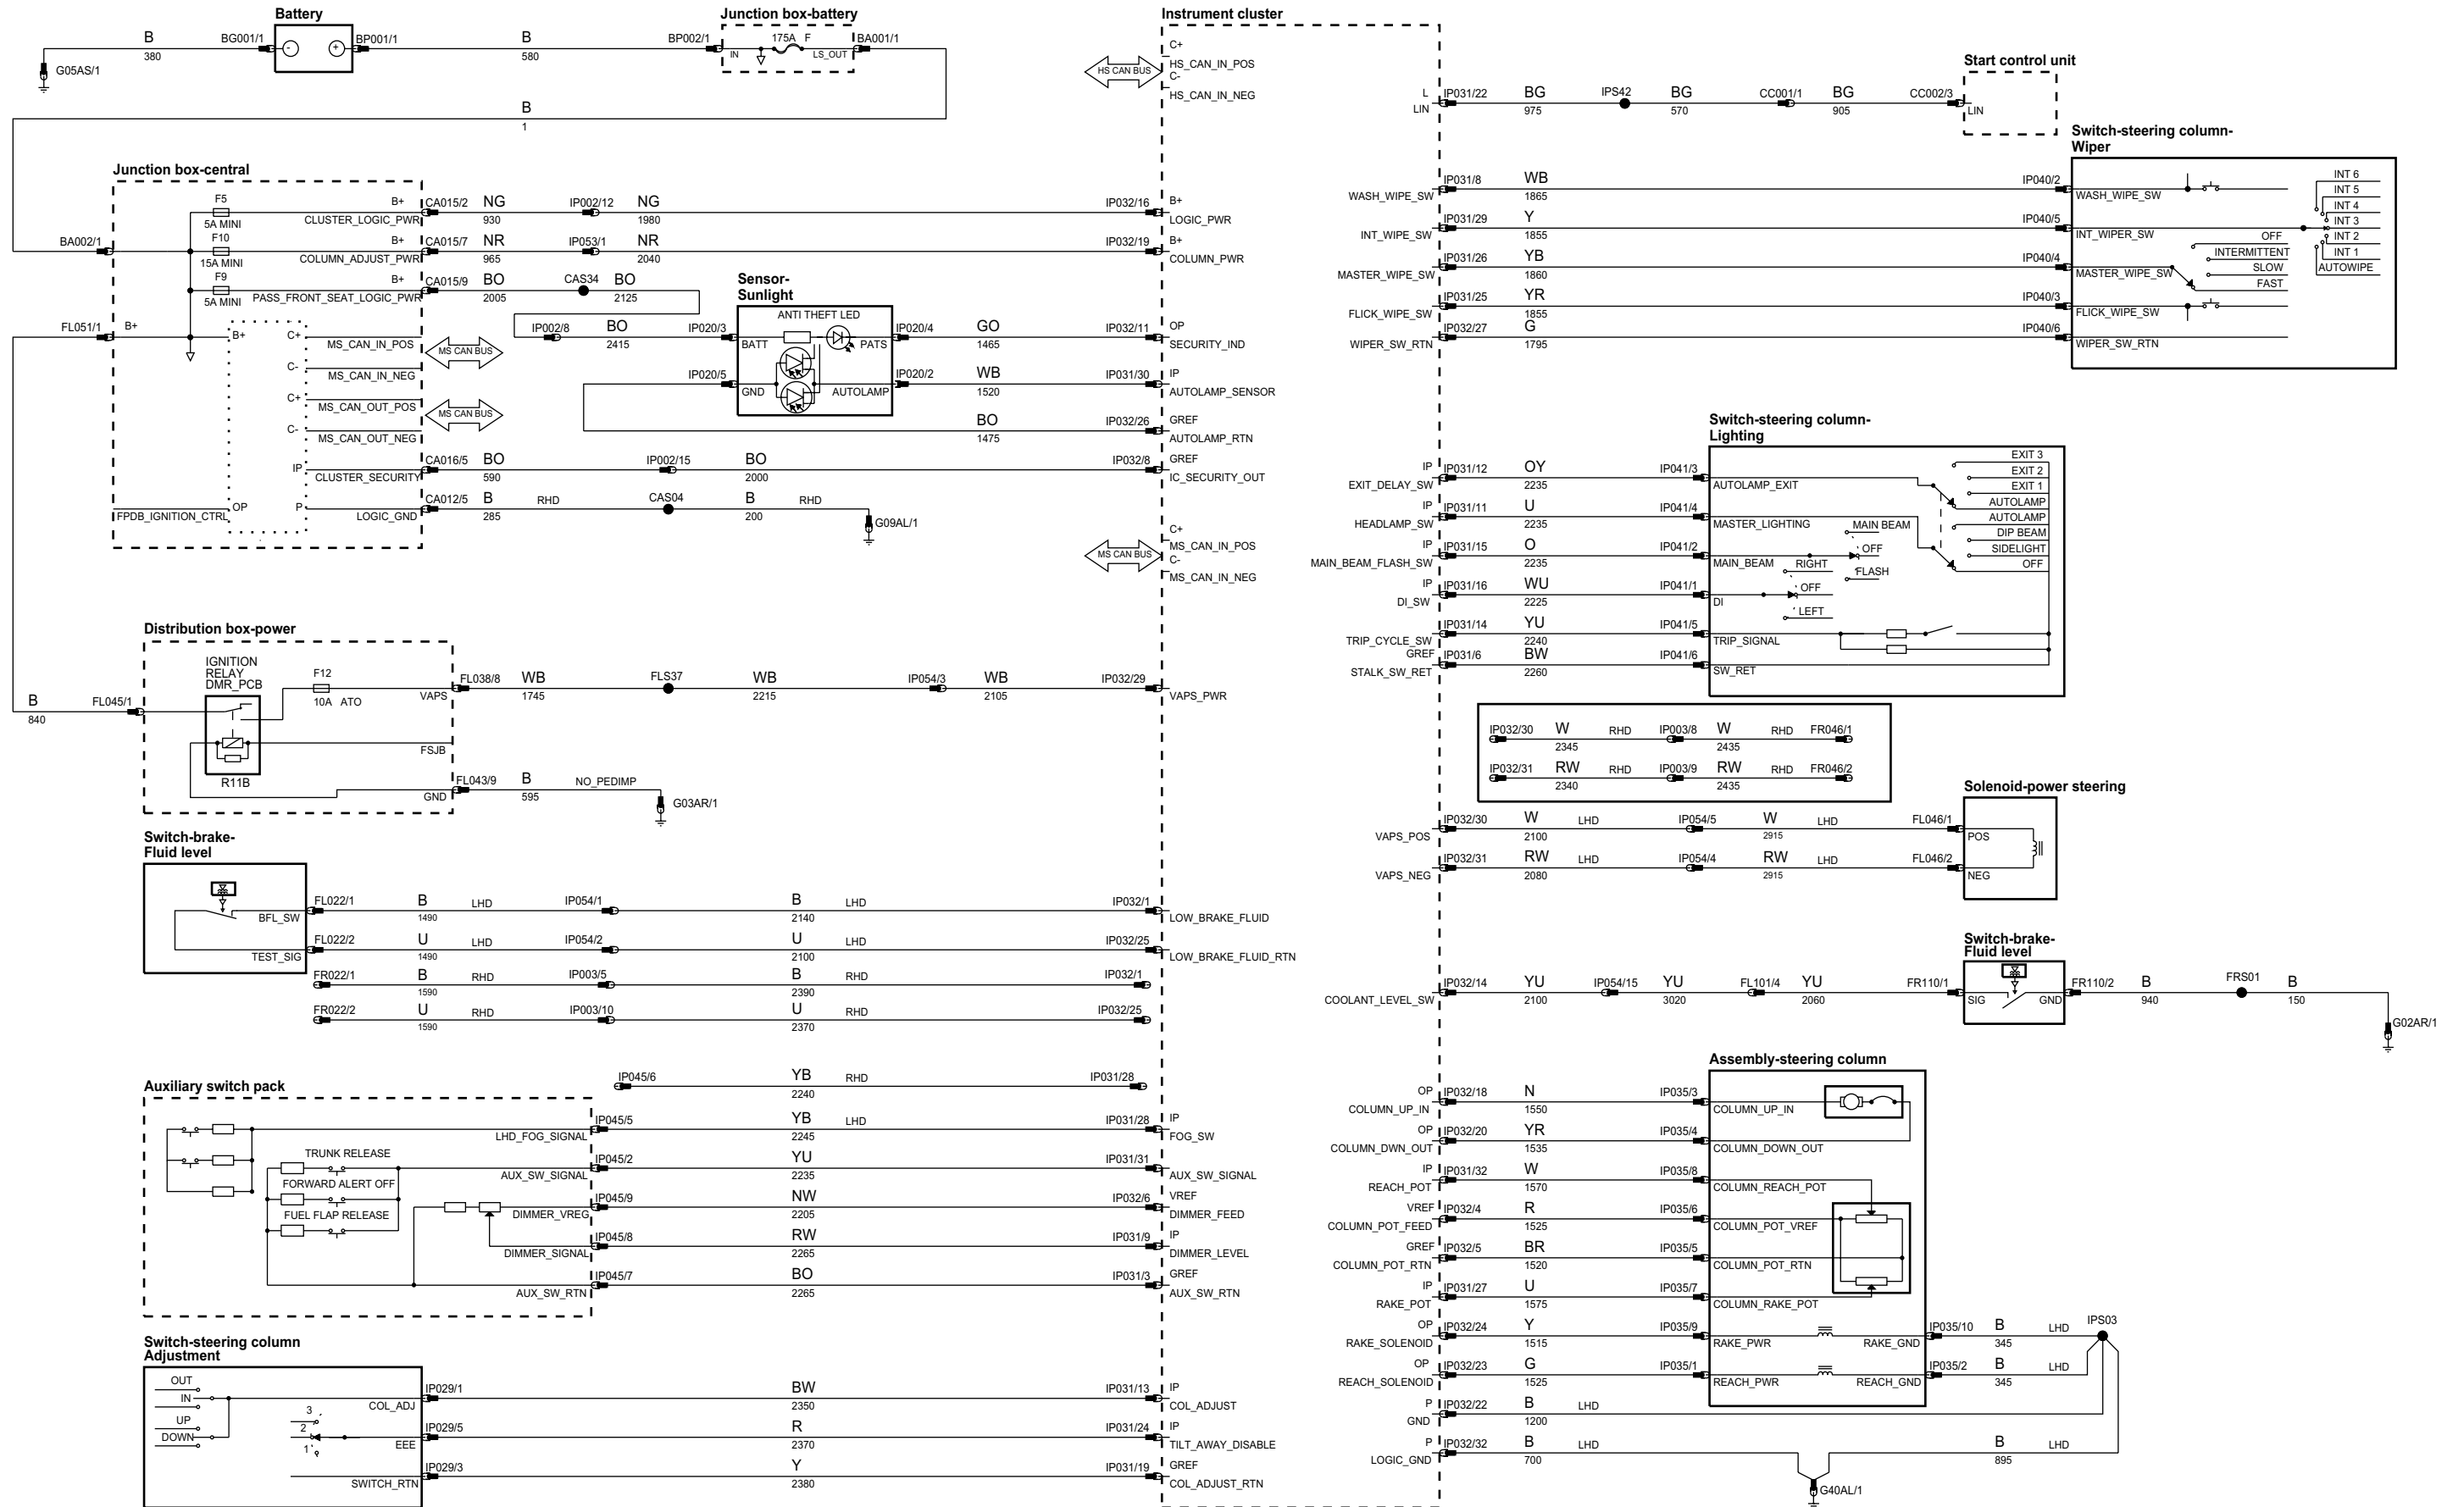 Battery
Junction box-battery
Instrument cluster
B
380
BG001/1
-
+
BP001/1
B
580
BP002/1
IN
175A F
LS_OUT
BA001/1
G05AS/1
B
1
C+
HS_CAN_IN_POS
C-
HS_CAN_IN_NEG
HS CAN BUS
L
LIN
IP031/22
BG
975
IPS42
BG
570
CC001/1
BG
905
CC002/3
Start control unit
LIN
Junction box-central
BA002/1
F5
5A MINI
F10
15A MINI
F9
5A MINI
B+
CLUSTER_LOGIC_PWR
B+
COLUMN_ADJUST_PWR
B+
PASS_FRONT_SEAT_LOGIC_PWR
CA015/2
NG
930
IP002/12
NG
1980
IP032/16
B+
LOGIC_PWR
CA015/7
NR
965
IP053/1
NR
2040
IP032/19
B+
COLUMN_PWR
CA015/9
BO
2005
CAS34
BO
2125
IP002/8
BO
2415
IP020/3
Sensor-
Sunlight
ANTI THEFT LED
BATT
PATS
IP020/4
GO
1465
IP032/11
OP
SECURITY_IND
IP020/5
GND
AUTOLAMP
IP020/2
WB
1520
IP031/30
IP
AUTOLAMP_SENSOR
BO
1475
IP032/26
GREF
AUTOLAMP_RTN
FL051/1
B+
B+
C+
MS_CAN_IN_POS
C-
MS_CAN_IN_NEG
C+
MS_CAN_OUT_POS
C-
MS_CAN_OUT_NEG
MS CAN BUS
MS CAN BUS
IP
CLUSTER_SECURITY
CA016/5
BO
590
IP002/15
BO
2000
IP032/8
GREF
IC_SECURITY_OUT
FPDB_IGNITION_CTRL
OP
P
LOGIC_GND
CA012/5
B
285
RHD
CAS04
B
200
RHD
G09AL/1
MS CAN BUS
C+
MS_CAN_IN_POS
C-
MS_CAN_IN_NEG
Switch-steering column-
Wiper
WASH_WIPE_SW
IP031/8
WB
1865
IP040/2
WASH_WIPE_SW
INT_WIPE_SW
IP031/29
Y
1855
IP040/5
INT_WIPER_SW
MASTER_WIPE_SW
IP031/26
YB
1860
IP040/4
MASTER_WIPE_SW
FLICK_WIPE_SW
IP031/25
YR
1855
IP040/3
FLICK_WIPE_SW
WIPER_SW_RTN
IP032/27
G
1795
IP040/6
WIPER_SW_RTN
OFF
INTERMITTENT
SLOW
FAST
INT 6
INT 5
INT 4
INT 3
INT 2
INT 1
AUTOWIPE
Switch-steering column-
Lighting
IP
EXIT_DELAY_SW
IP031/12
OY
2235
IP041/3
AUTOLAMP_EXIT
IP
HEADLAMP_SW
IP031/11
U
2235
IP041/4
MASTER_LIGHTING
IP
MAIN_BEAM_FLASH_SW
IP031/15
O
2235
IP041/2
MAIN_BEAM
IP
DI_SW
IP031/16
WU
2225
IP041/1
DI
TRIP_CYCLE_SW
IP031/14
YU
2240
IP041/5
TRIP_SIGNAL
GREF
STALK_SW_RET
IP031/6
BW
2260
IP041/6
SW_RET
MAIN BEAM
OFF
FLASH
RIGHT
OFF
LEFT
EXIT 3
EXIT 2
EXIT 1
AUTOLAMP
AUTOLAMP
DIP BEAM
SIDELIGHT
OFF
Distribution box-power
B
840
FL045/1
IGNITION
RELAY
DMR_PCB
R11B
F12
10A ATO
VAPS
FL038/8
WB
1745
FLS37
WB
2215
IP054/3
WB
2105
IP032/29
VAPS_PWR
FSJB
GND
FL043/9
B
595
NO_PEDIMP
G03AR/1
IP032/30
W
2345
RHD
IP003/8
W
2435
RHD
FR046/1
IP032/31
RW
2340
RHD
IP003/9
RW
2435
RHD
FR046/2
Solenoid-power steering
VAPS_POS
IP032/30
W
2100
LHD
IP054/5
W
2915
LHD
FL046/1
POS
VAPS_NEG
IP032/31
RW
2080
LHD
IP054/4
RW
2915
LHD
FL046/2
NEG
Switch-brake-
Fluid level
BFL_SW
FL022/1
B
1490
LHD
IP054/1
B
2140
LHD
IP032/1
LOW_BRAKE_FLUID
TEST_SIG
FL022/2
U
1490
LHD
IP054/2
U
2100
LHD
IP032/25
LOW_BRAKE_FLUID_RTN
FR022/1
B
1590
RHD
IP003/5
B
2390
RHD
IP032/1
FR022/2
U
1590
RHD
IP003/10
U
2370
RHD
IP032/25
Switch-brake-
Fluid level
COOLANT_LEVEL_SW
IP032/14
YU
2100
IP054/15
YU
3020
FL101/4
YU
2060
FR110/1
SIG
GND
FR110/2
B
940
FRS01
B
150
G02AR/1
Auxiliary switch pack
IP045/6
YB
2240
RHD
IP031/28
LHD_FOG_SIGNAL
IP045/5
YB
2245
LHD
IP031/28
IP
FOG_SW
TRUNK RELEASE
FORWARD ALERT OFF
FUEL FLAP RELEASE
AUX_SW_SIGNAL
IP045/2
YU
2235
IP031/31
AUX_SW_SIGNAL
DIMMER_VREG
IP045/9
NW
2205
IP032/6
VREF
DIMMER_FEED
DIMMER_SIGNAL
IP045/8
RW
2265
IP031/9
IP
DIMMER_LEVEL
AUX_SW_RTN
IP045/7
BO
2265
IP031/3
GREF
AUX_SW_RTN
Switch-steering column
Adjustment
OUT
IN
UP
DOWN
3
2
1
COL_ADJ
IP029/1
BW
2350
IP031/13
IP
COL_ADJUST
EEE
IP029/5
R
2370
IP031/24
IP
TILT_AWAY_DISABLE
SWITCH_RTN
IP029/3
Y
2380
IP031/19
GREF
COL_ADJUST_RTN
Assembly-steering column
OP
COLUMN_UP_IN
IP032/18
N
1550
IP035/3
COLUMN_UP_IN
OP
COLUMN_DWN_OUT
IP032/20
YR
1535
IP035/4
COLUMN_DOWN_OUT
IP
REACH_POT
IP031/32
W
1570
IP035/8
COLUMN_REACH_POT
VREF
COLUMN_POT_FEED
IP032/4
R
1525
IP035/6
COLUMN_POT_VREF
GREF
COLUMN_POT_RTN
IP032/5
BR
1520
IP035/5
COLUMN_POT_RTN
IP
RAKE_POT
IP031/27
U
1575
IP035/7
COLUMN_RAKE_POT
OP
RAKE_SOLENOID
IP032/24
Y
1515
IP035/9
RAKE_PWR
RAKE_GND
IP035/10
B
345
LHD
IPS03
OP
REACH_SOLENOID
IP032/23
G
1525
IP035/1
REACH_PWR
REACH_GND
IP035/2
B
345
LHD
P
GND
IP032/22
B
1200
LHD
P
LOGIC_GND
IP032/32
B
700
LHD
B
895
LHD
G40AL/1